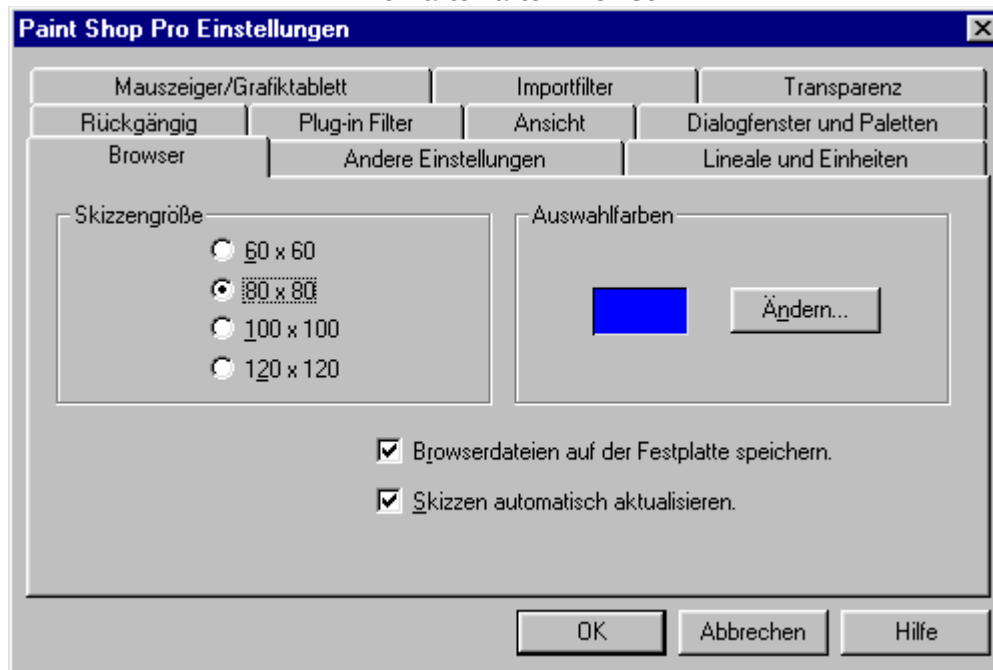 Paint Shop Pro Einstellungen
Mauszeiger/Grafiktablett Importfilter Transparenz
Rückgängig Plug-in Filter Ansicht Dialogfenster und Paletten
Browser Andere Einstellungen Lineale und Einheiten
Skizzengröße Auswahlfarben
60 x 60
80 x 80
100 x 100
120 x 120
Ändern...
Browserdateien auf der Festplatte speichern.
Skizzen automatisch aktualisieren.
OK Abbrechen Hilfe